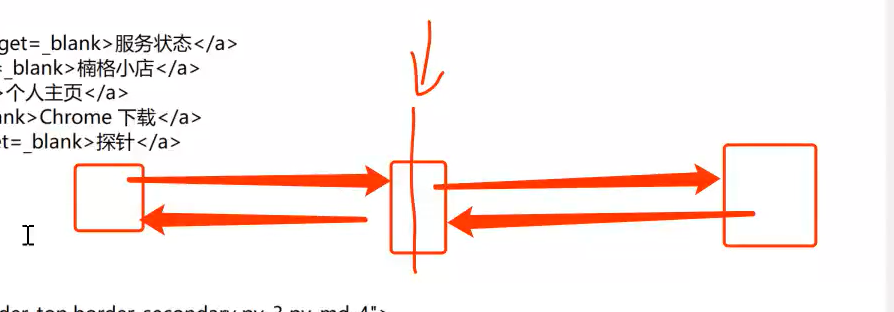 get=_blank>服务状态</a>
=_blank>楠格小店</a>
>个人主页</a>
ank>Chrome 下载</a>
et=_blank>探针</a>
der-top border-secondary py-3 py-md-4">